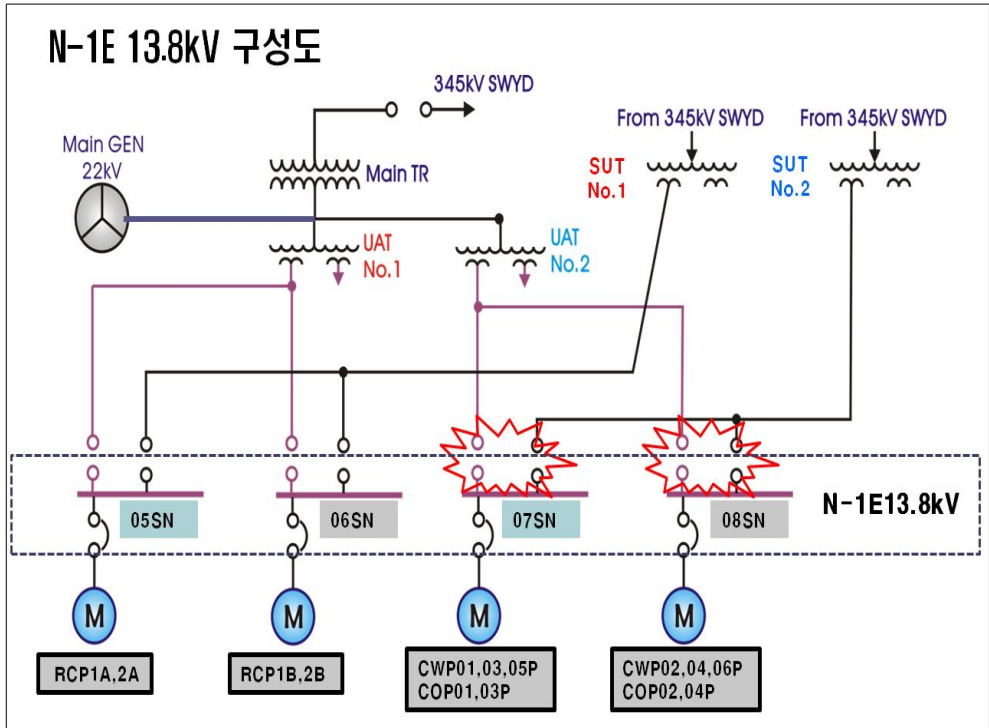 N-1E 13.8kV 구성도
345kV SWYD
From 345kV SWYD
From 345kV SWYD
Main GEN
22kV
Main TR
SUT
No.1
SUT
No.2
UAT
No.1
UAT
No.2
N-1E13.8kV
05SN
06SN
07SN
08SN
M
M
M
M
RCP1A,2A
RCP1B,2B
CWP01,03,05P
COP01,03P
CWP02,04,06P
COP02,04P